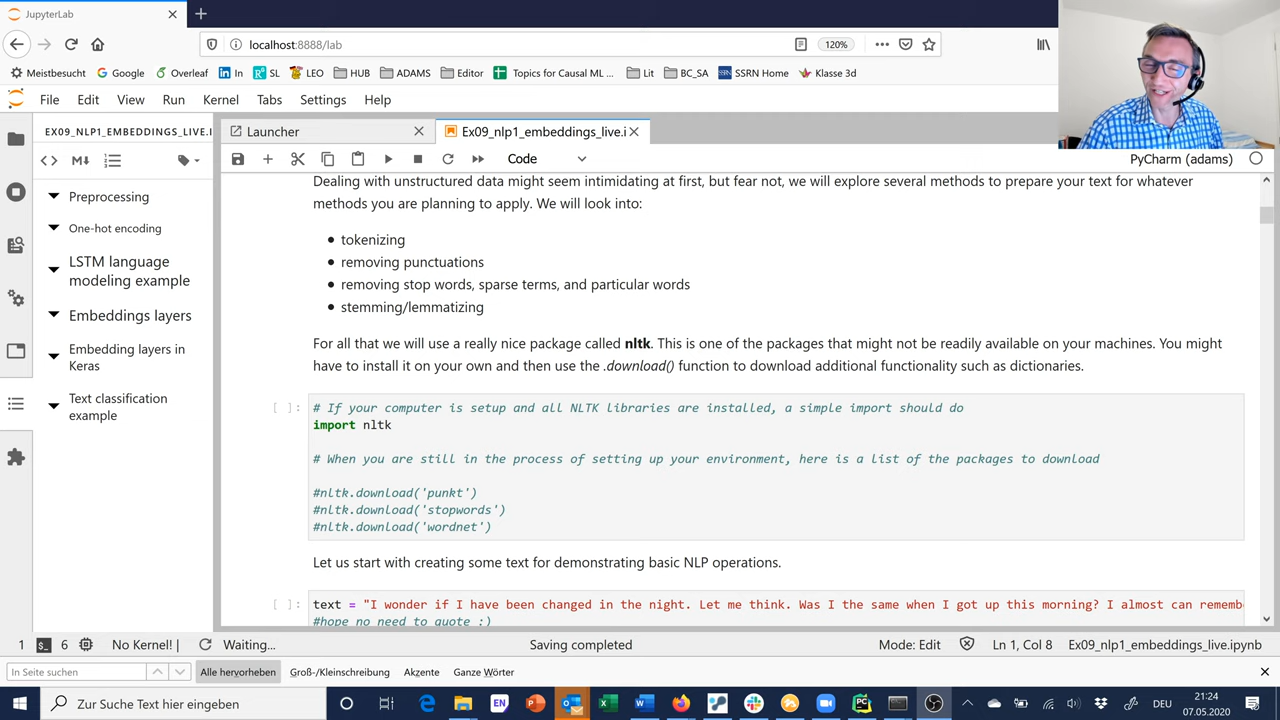 JupyterLab
localhost:8888/lab
120%
Meistbesucht
Google
Overleaf
In
SL
LEO
HUB
ADAMS
Editor
Topics for Causal ML ...
Lit
BC_SA
SSRN Home
Klasse 3d
File Edit View Run Kernel Tabs Settings Help
EX09_NLP1_EMBEDDINGS_LIVE.I
Launcher
Ex09_nlp1_embeddings_live.i
Code
PyCharm (adams)
Preprocessing
One-hot encoding
LSTM language
modeling example
Embeddings layers
Embedding layers in
Keras
Text classification
example
Dealing with unstructured data might seem intimidating at first, but fear not, we will explore several methods to prepare your text for whatever
methods you are planning to apply. We will look into:
tokenizing
removing punctuations
removing stop words, sparse terms, and particular words
stemming/lemmatizing
For all that we will use a really nice package called nltk. This is one of the packages that might not be readily available on your machines. You might
have to install it on your own and then use the .download() function to download additional functionality such as dictionaries.
[ ]:
# If your computer is setup and all NLTK libraries are installed, a simple import should do
import nltk
# When you are still in the process of setting up your environment, here is a list of the packages to download
#nltk.download('punkt')
#nltk.download('stopwords')
#nltk.download('wordnet')
Let us start with creating some text for demonstrating basic NLP operations.
[ ]:
text = "I wonder if I have been changed in the night. Let me think. Was I the same when I got up this morning? I almost can rememb
#hope no need to quote :)
1 6 No Kernel! | Waiting...
Saving completed
Mode: Edit
Ln 1, Col 8
Ex09_nlp1_embeddings_live.ipynb
In Seite suchen
Alle hervorheben
Groß-/Kleinschreibung
Akzente
Ganze Wörter
Zur Suche Text hier eingeben
EN
DEU
21:24
07.05.2020